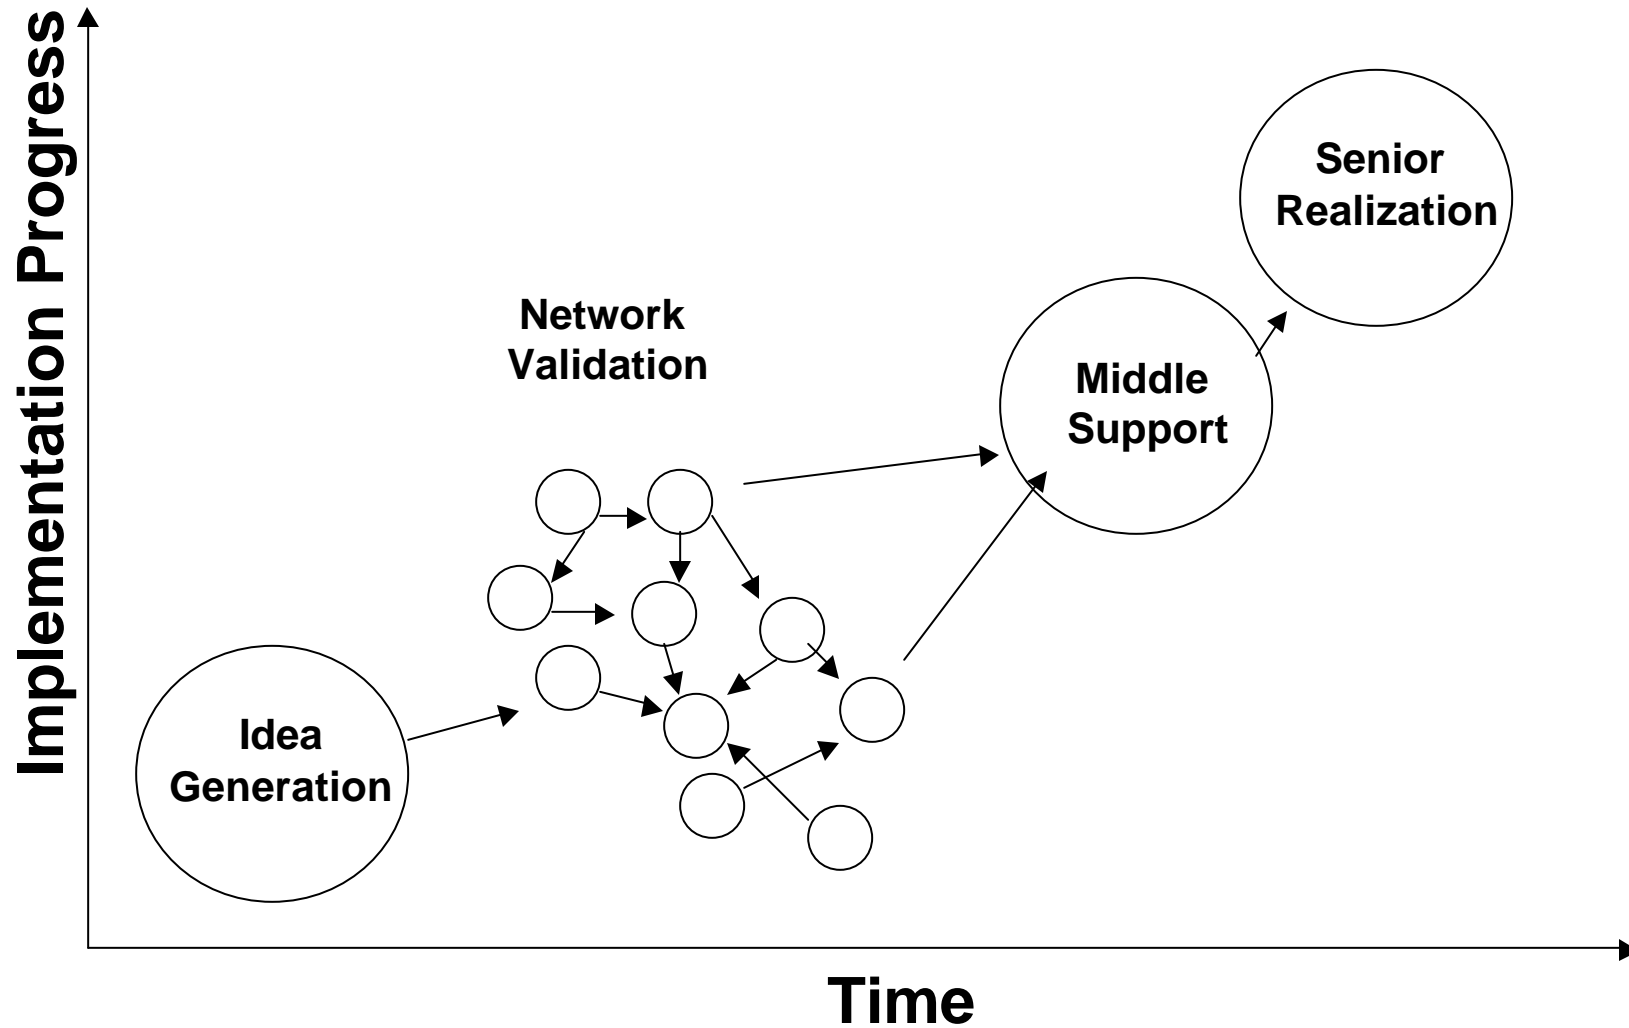 Implementation Progress
Senior
Realization
Network
Validation
Middle
Support
Idea
Generation
Time